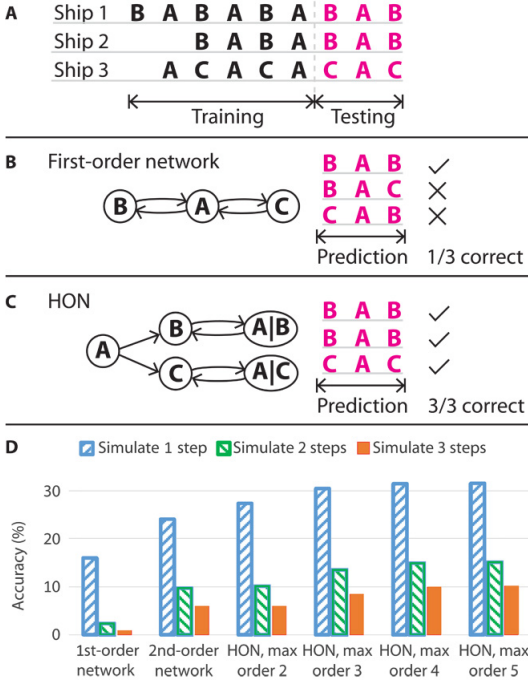 A Ship 1 B A B A B A B A B
Ship 2 B A B A B A B
Ship 3 A C A C A C A C
Training Testing
B First-order network B A B
B A C
B A C C A B
Prediction 1/3 correct
C HON B A B
B A|B B A B
A
C A|C C A C
Prediction 3/3 correct
D Simulate 1 step Simulate 2 steps Simulate 3 steps
Accuracy (%)
30
20
10
0
1st-order 2nd-order HON, max HON, max HON, max HON, max
network network order 2 order 3 order 4 order 5